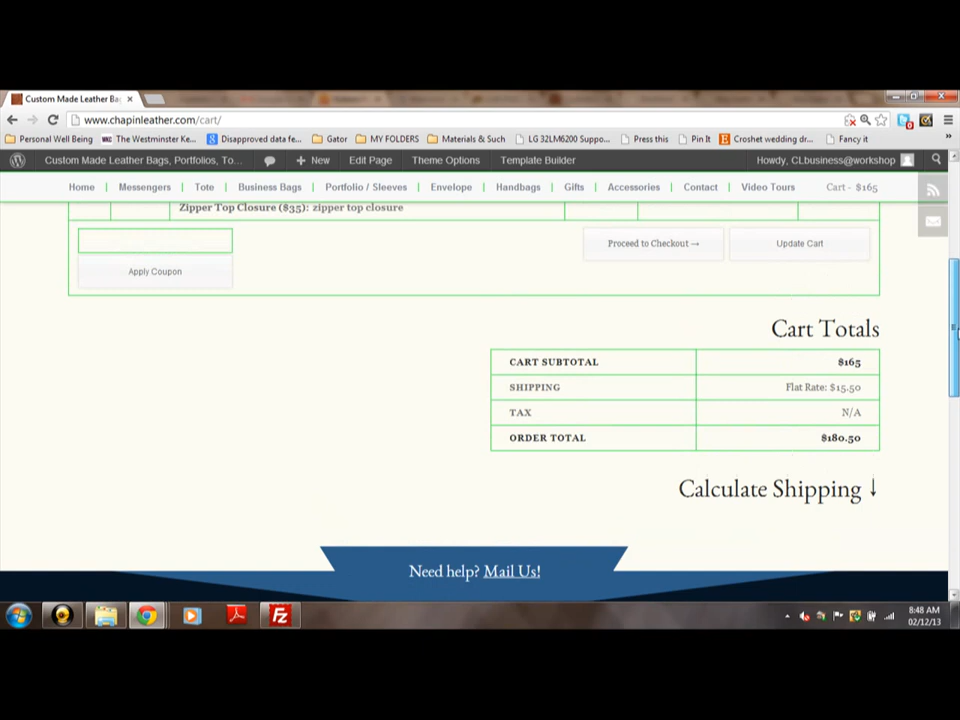 Custom Made Leather Ba
www.chapinleather.com/cart/
Personal Well Being The Westminster Ke... Disapproved data fe... Gator MY FOLDERS Materials & Such LG 32LM6200 Suppo... Press this Pin It Croshet wedding dr... Fancy it »
Custom Made Leather Bags, Portfolios, To... + New Edit Page Theme Options Template Builder Howdy, CLbusiness@workshop
Home Messengers Tote Business Bags Portfolio / Sleeves Envelope Handbags Gifts Accessories Contact Video Tours Cart - $165
Zipper Top Closure ($35): zipper top closure
Proceed to Checkout → Update Cart
Apply Coupon
Cart Totals
CART SUBTOTAL $165
SHIPPING Flat Rate: $15.50
TAX N/A
ORDER TOTAL $180.50
Calculate Shipping ↓
Need help? Mail Us!
8:48 AM
02/12/13